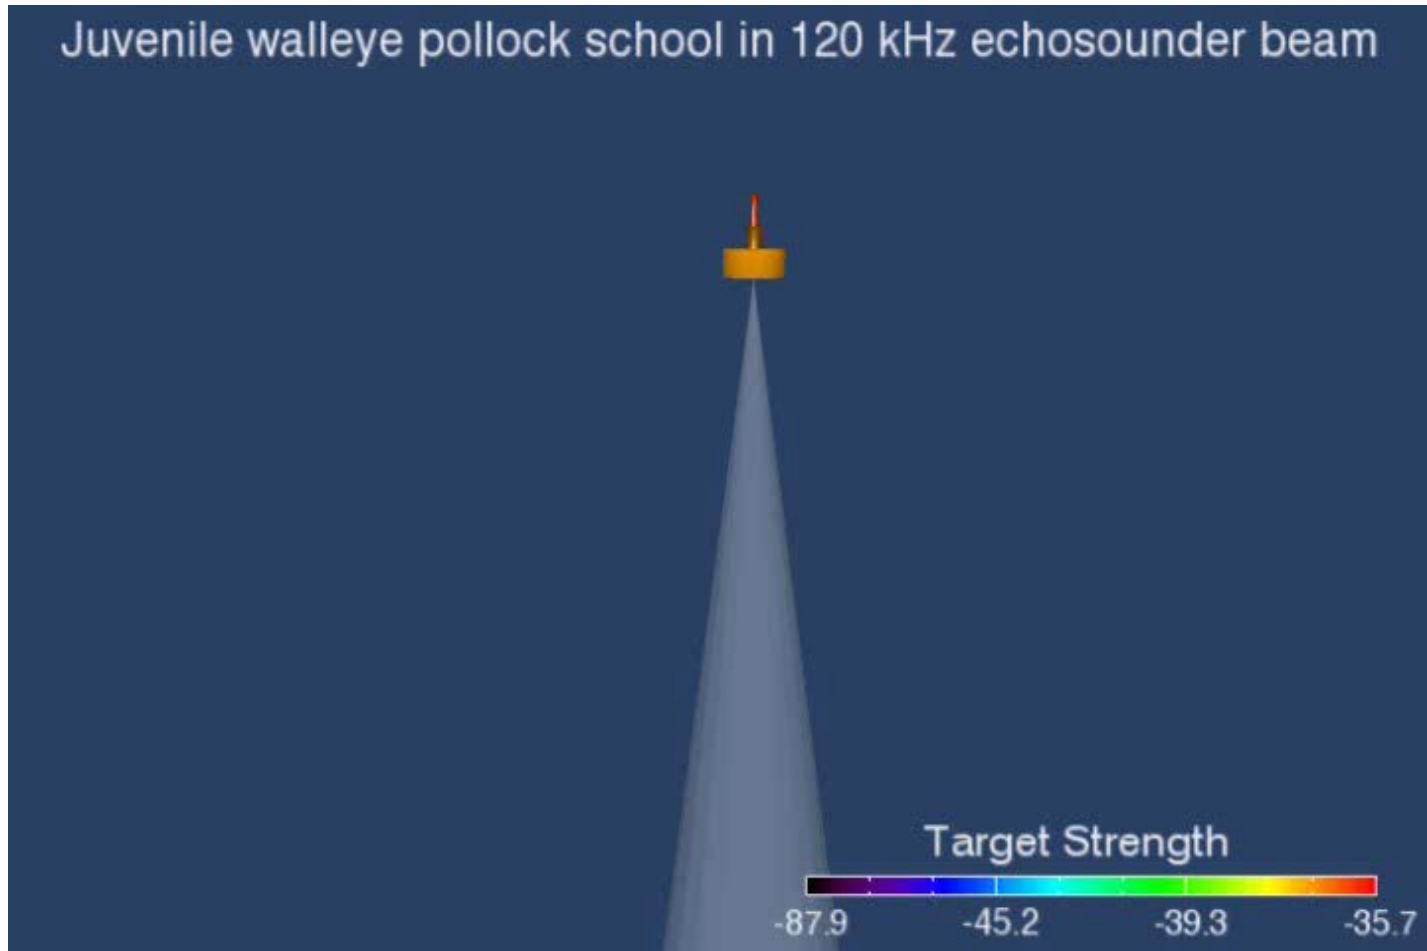 Juvenile walleye pollock school in 120 kHz echosounder beam
Target Strength
-87.9 -45.2 -39.3 -35.7